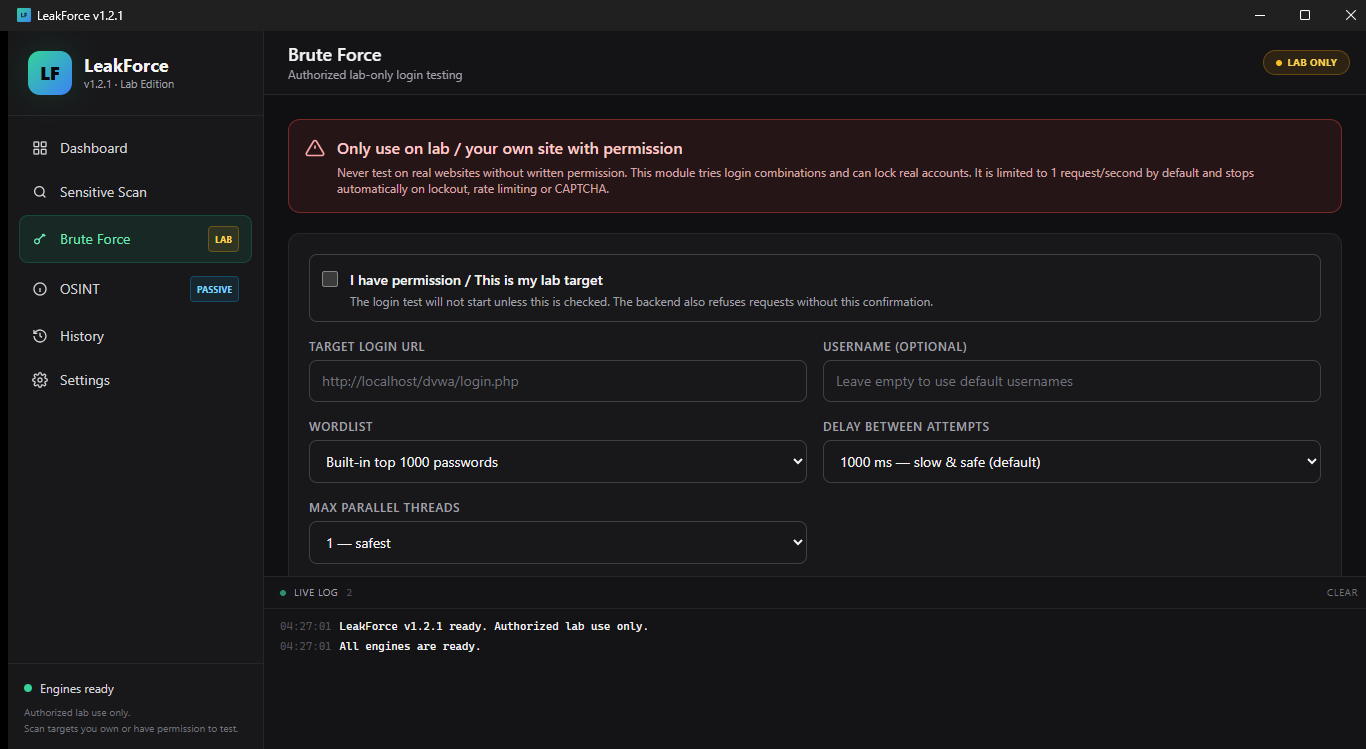 LF LeakForce v1.2.1
LF
LeakForce
v1.2.1 · Lab Edition
Dashboard
Sensitive Scan
Brute Force
LAB
OSINT
PASSIVE
History
Settings
Engines ready
Authorized lab use only.
Scan targets you own or have permission to test.
Brute Force
Authorized lab-only login testing
LAB ONLY
Only use on lab / your own site with permission
Never test on real websites without written permission. This module tries login combinations and can lock real accounts. It is limited to 1 request/second by default and stops
automatically on lockout, rate limiting or CAPTCHA.
I have permission / This is my lab target
The login test will not start unless this is checked. The backend also refuses requests without this confirmation.
TARGET LOGIN URL
http://localhost/dvwa/login.php
USERNAME (OPTIONAL)
Leave empty to use default usernames
WORDLIST
Built-in top 1000 passwords
DELAY BETWEEN ATTEMPTS
1000 ms — slow & safe (default)
MAX PARALLEL THREADS
1 — safest
LIVE LOG 2
CLEAR
04:27:01 LeakForce v1.2.1 ready. Authorized lab use only.
04:27:01 All engines are ready.